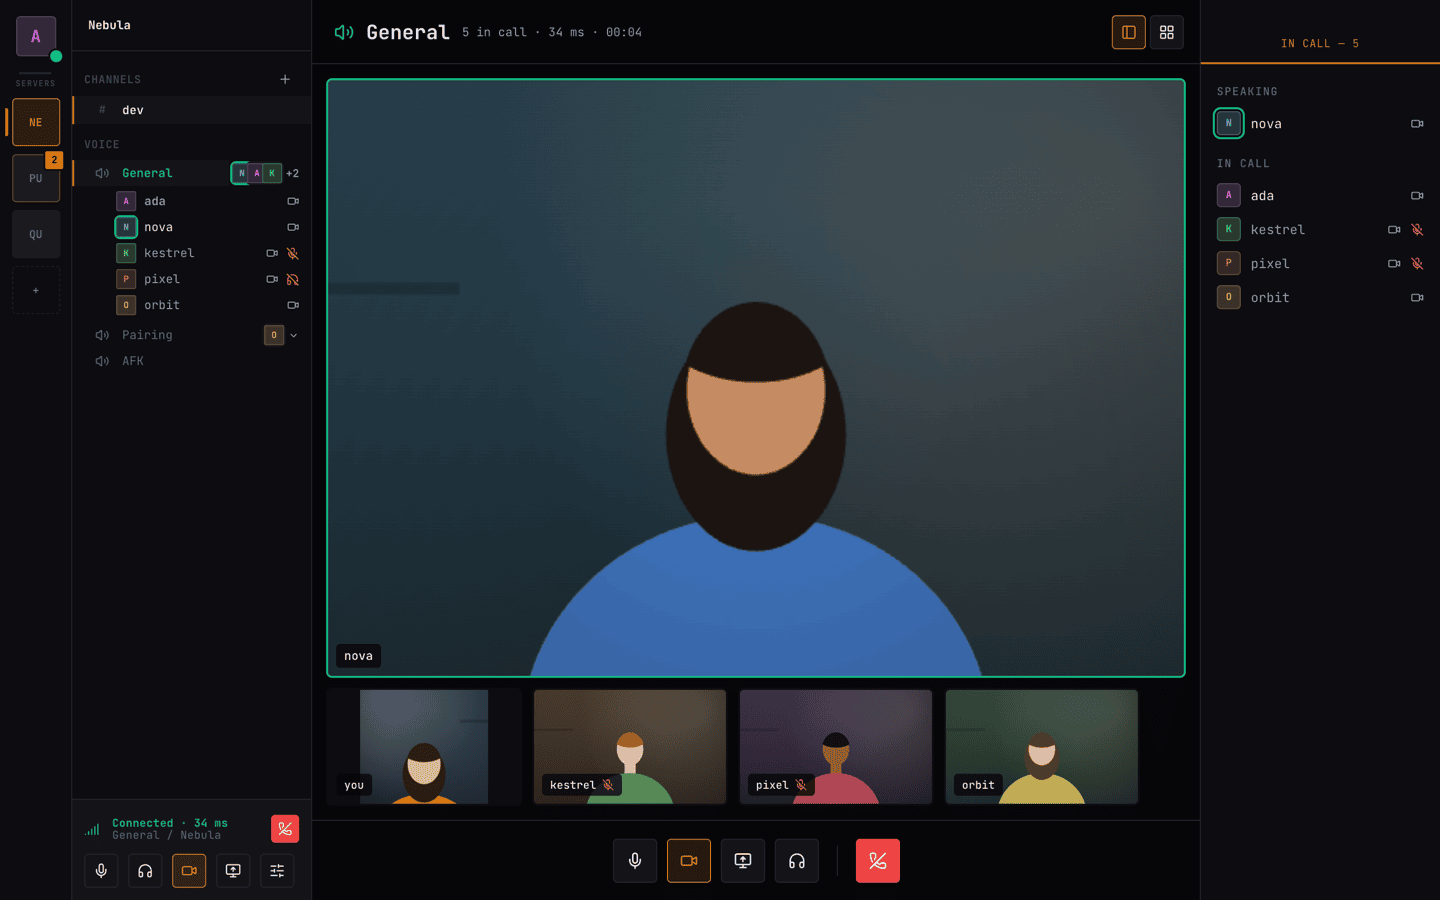 A
SERVERS
NE
2
PU
QU
+
Nebula
CHANNELS
+
# dev
VOICE
General N A K +2
A ada
N nova
K kestrel
P pixel
O orbit
Pairing O
AFK
Connected · 34 ms
General / Nebula
General 5 in call · 34 ms · 00:04
nova
you
kestrel
pixel
orbit
IN CALL — 5
SPEAKING
N nova
IN CALL
A ada
K kestrel
P pixel
O orbit